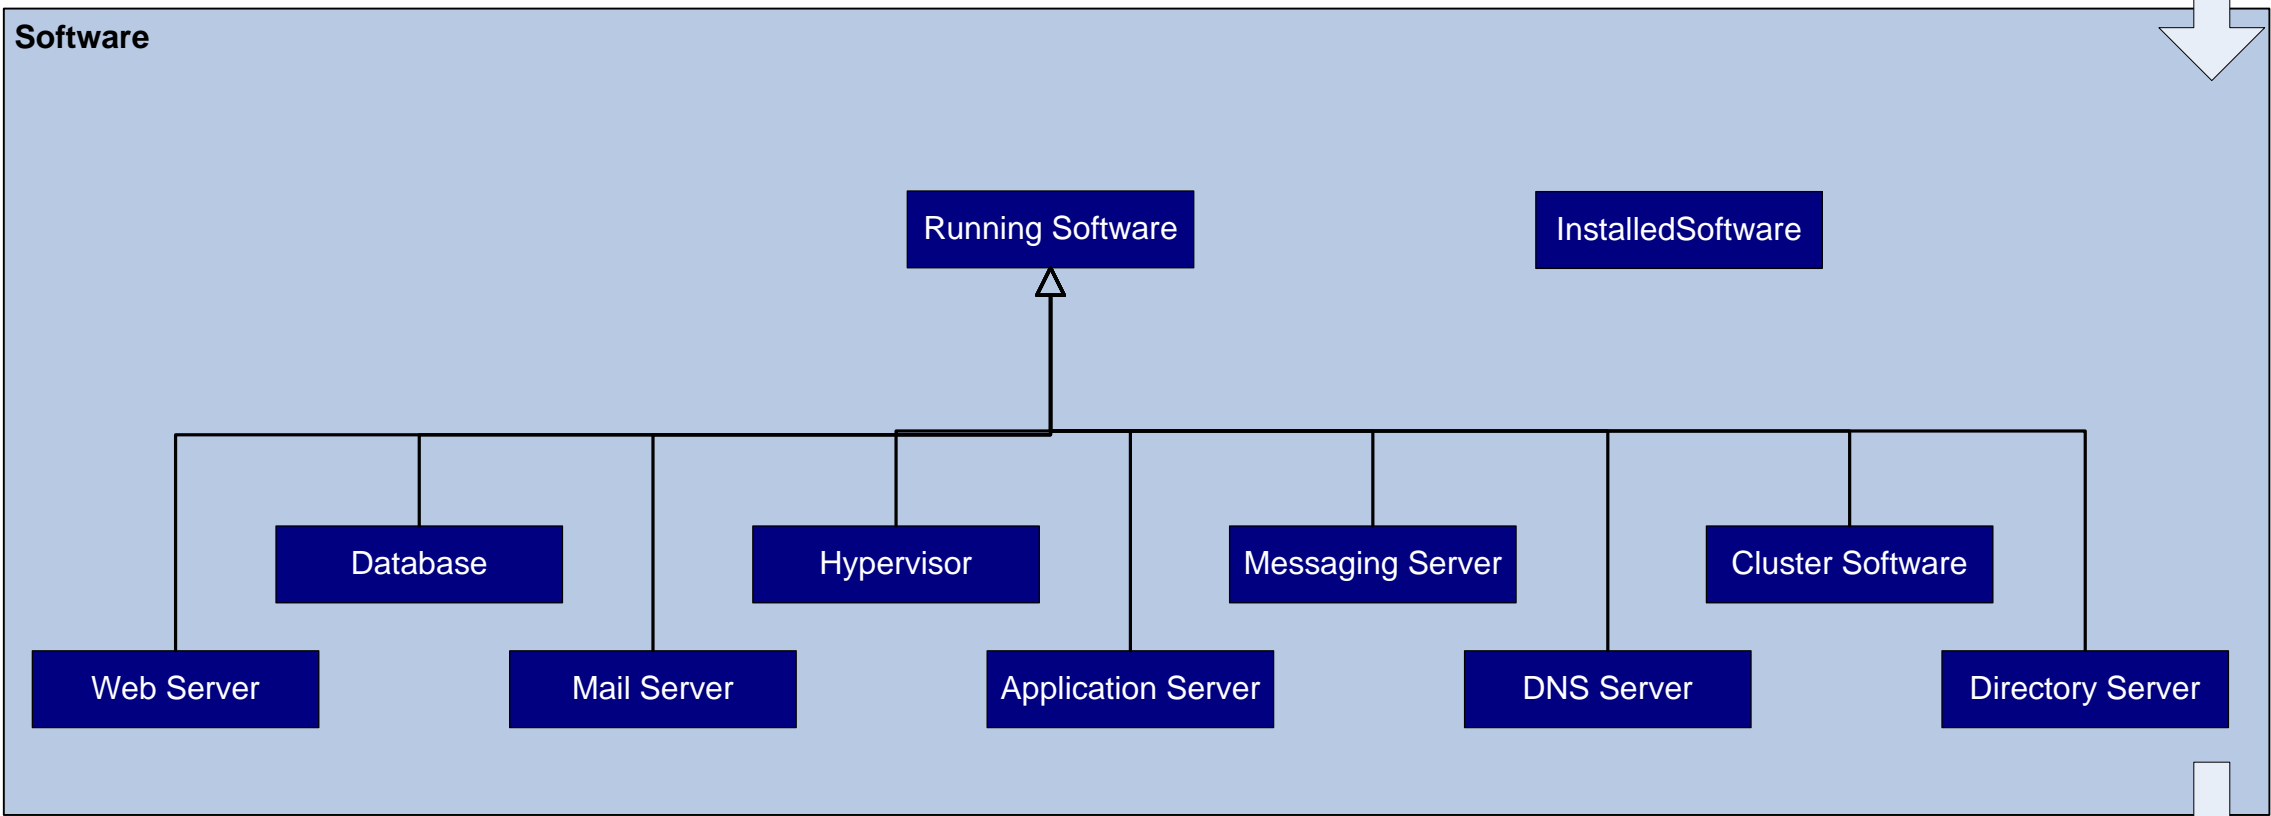 Software
Running Software
InstalledSoftware
Database
Hypervisor
Messaging Server
Cluster Software
Web Server
Mail Server
Application Server
DNS Server
Directory Server